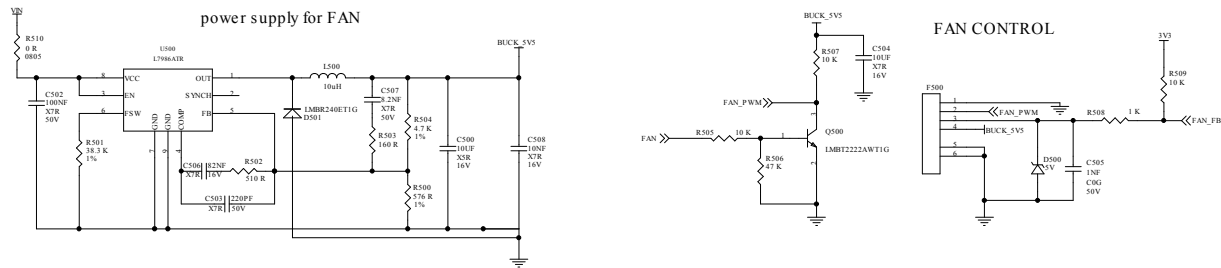 power supply for FAN
VIN
R510
0 R
0805
U500
L7986ATR
8
VCC
OUT
1
3
EN
SYNCH
2
6
FSW
FB
5
GND
GND
COMP
7
9
4
C502
100NF
X7R
50V
R501
38.3 K
1%
C506
82NF
X7R
16V
R502
510 R
C503
220PF
X7R
50V
L500
10uH
LMBR240ET1G
D501
C507
8.2NF
X7R
50V
R503
160 R
R504
4.7 K
1%
R500
576 R
1%
C500
10UF
X5R
16V
BUCK_5V5
C508
10NF
X7R
16V
FAN CONTROL
BUCK_5V5
R507
10 K
C504
10UF
X7R
16V
FAN_PWM
FAN
R505
10 K
R506
47 K
1
3
2
Q500
LMBT2222AWT1G
F500
1
2
3
4
5
6
FAN_PWM
BUCK_5V5
D500
5V
C505
1NF
C0G
50V
R508
1 K
3V3
R509
10 K
FAN_FB